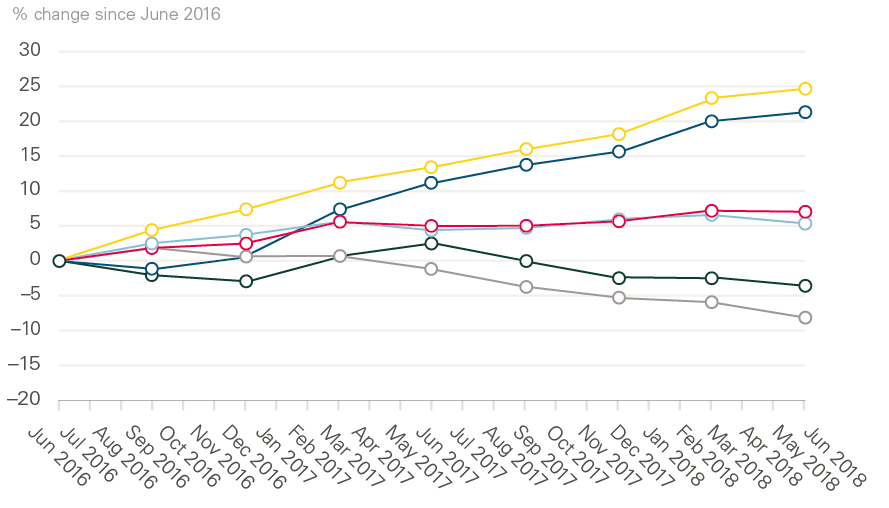 % change since June 2016
30
25
20
15
10
5
0
–5
–10
–15
–20
Jun 2016
Jul 2016
Aug 2016
Sep 2016
Oct 2016
Nov 2016
Dec 2016
Jan 2017
Feb 2017
Mar 2017
Apr 2017
May 2017
Jun 2017
Jul 2017
Aug 2017
Sep 2017
Oct 2017
Nov 2017
Dec 2017
Jan 2018
Feb 2018
Mar 2018
Apr 2018
May 2018
Jun 2018